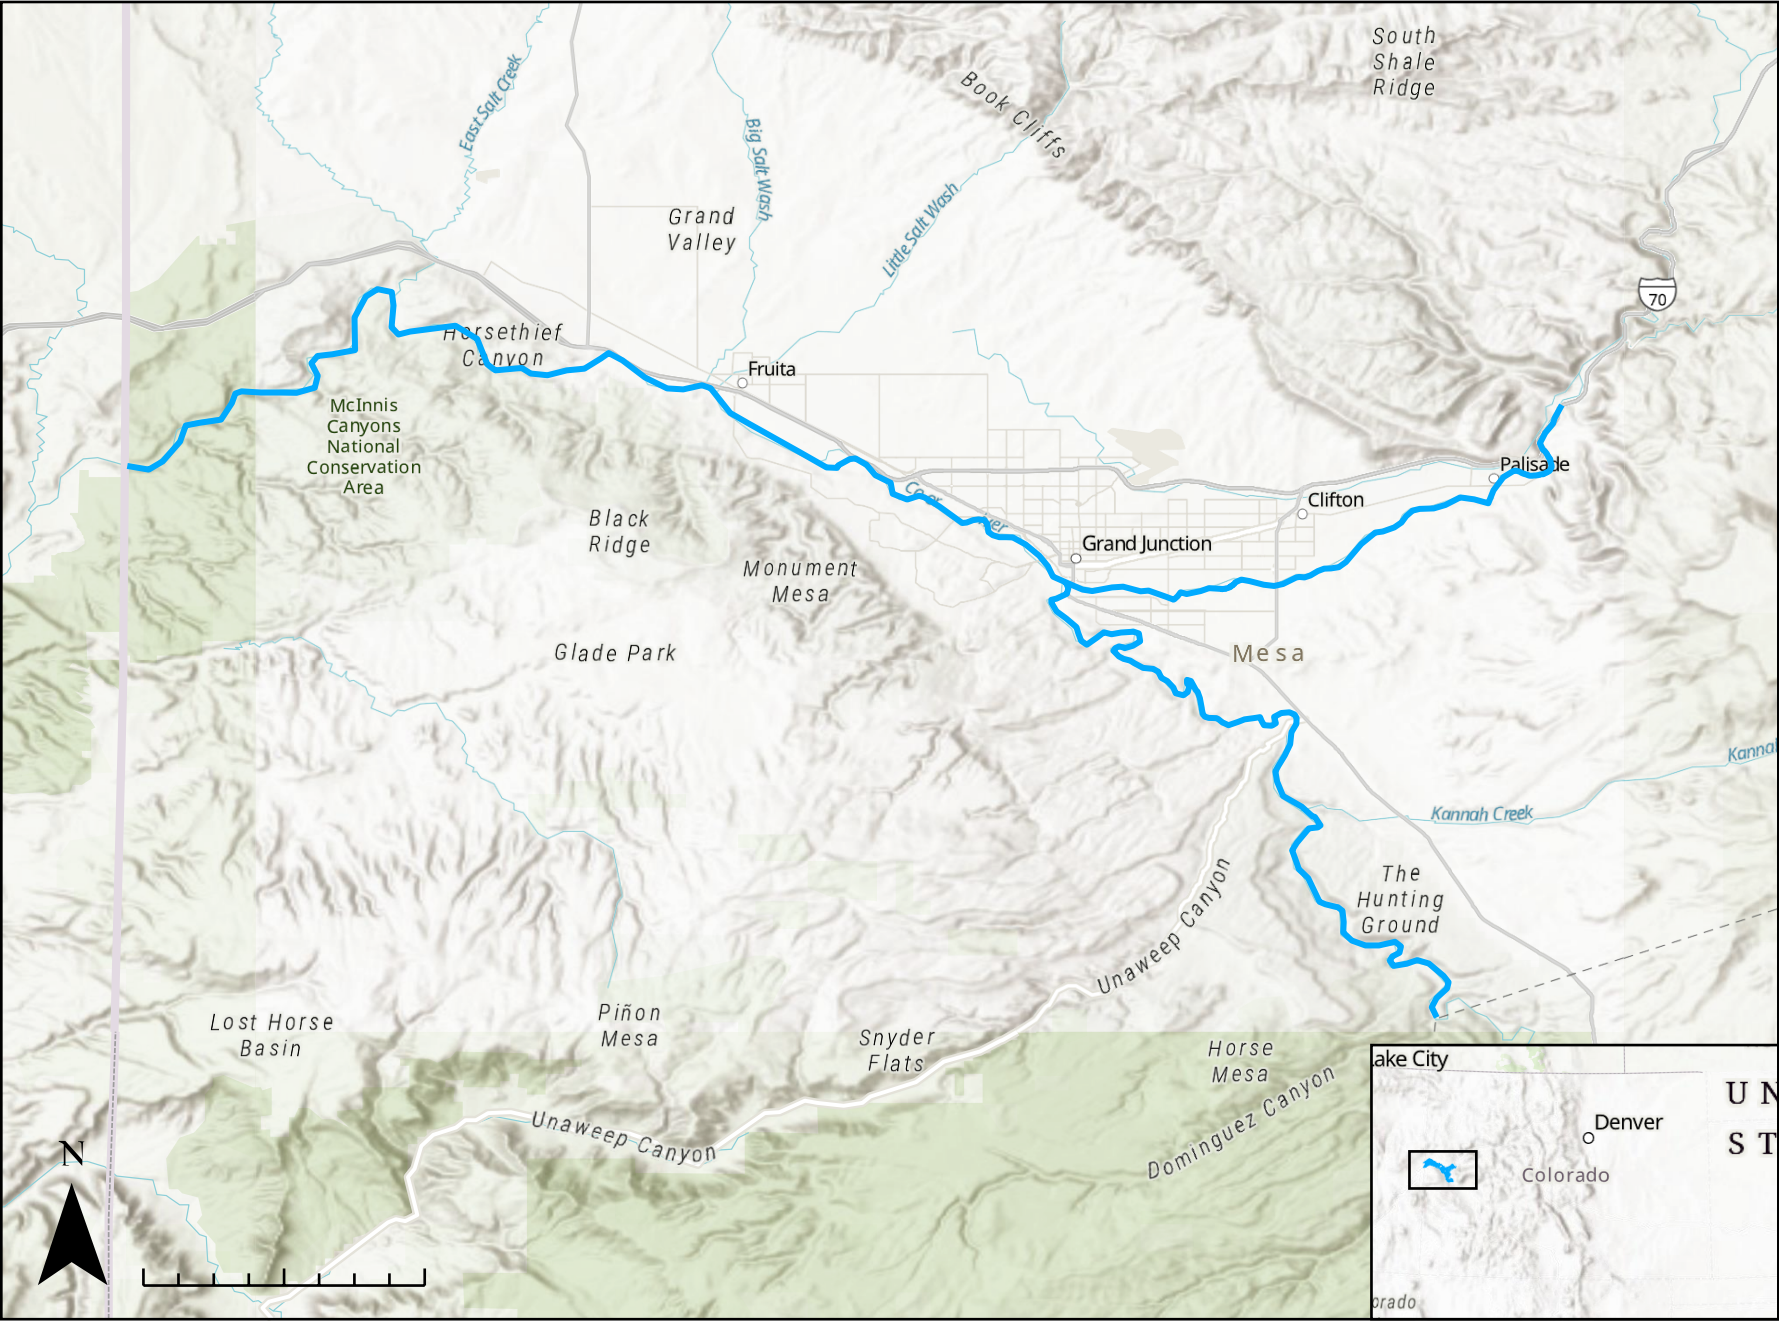 South
Shale
Ridge
Book Cliffs
East Salt Creek
Big Salt Wash
Little Salt Wash
Grand
Valley
70
Horsethief
Canyon
Fruita
McInnis
Canyons
National
Conservation
Area
Palisade
Clifton
Black
Ridge
Grand Junction
Monument
Mesa
Glade Park
Mesa
Kannah Creek
The
Hunting
Ground
Unaweep Canyon
Lost Horse
Basin
Piñon
Mesa
Snyder
Flats
Horse
Mesa
Dominguez Canyon
Unaweep Canyon
N
Lake City
Denver
Colorado